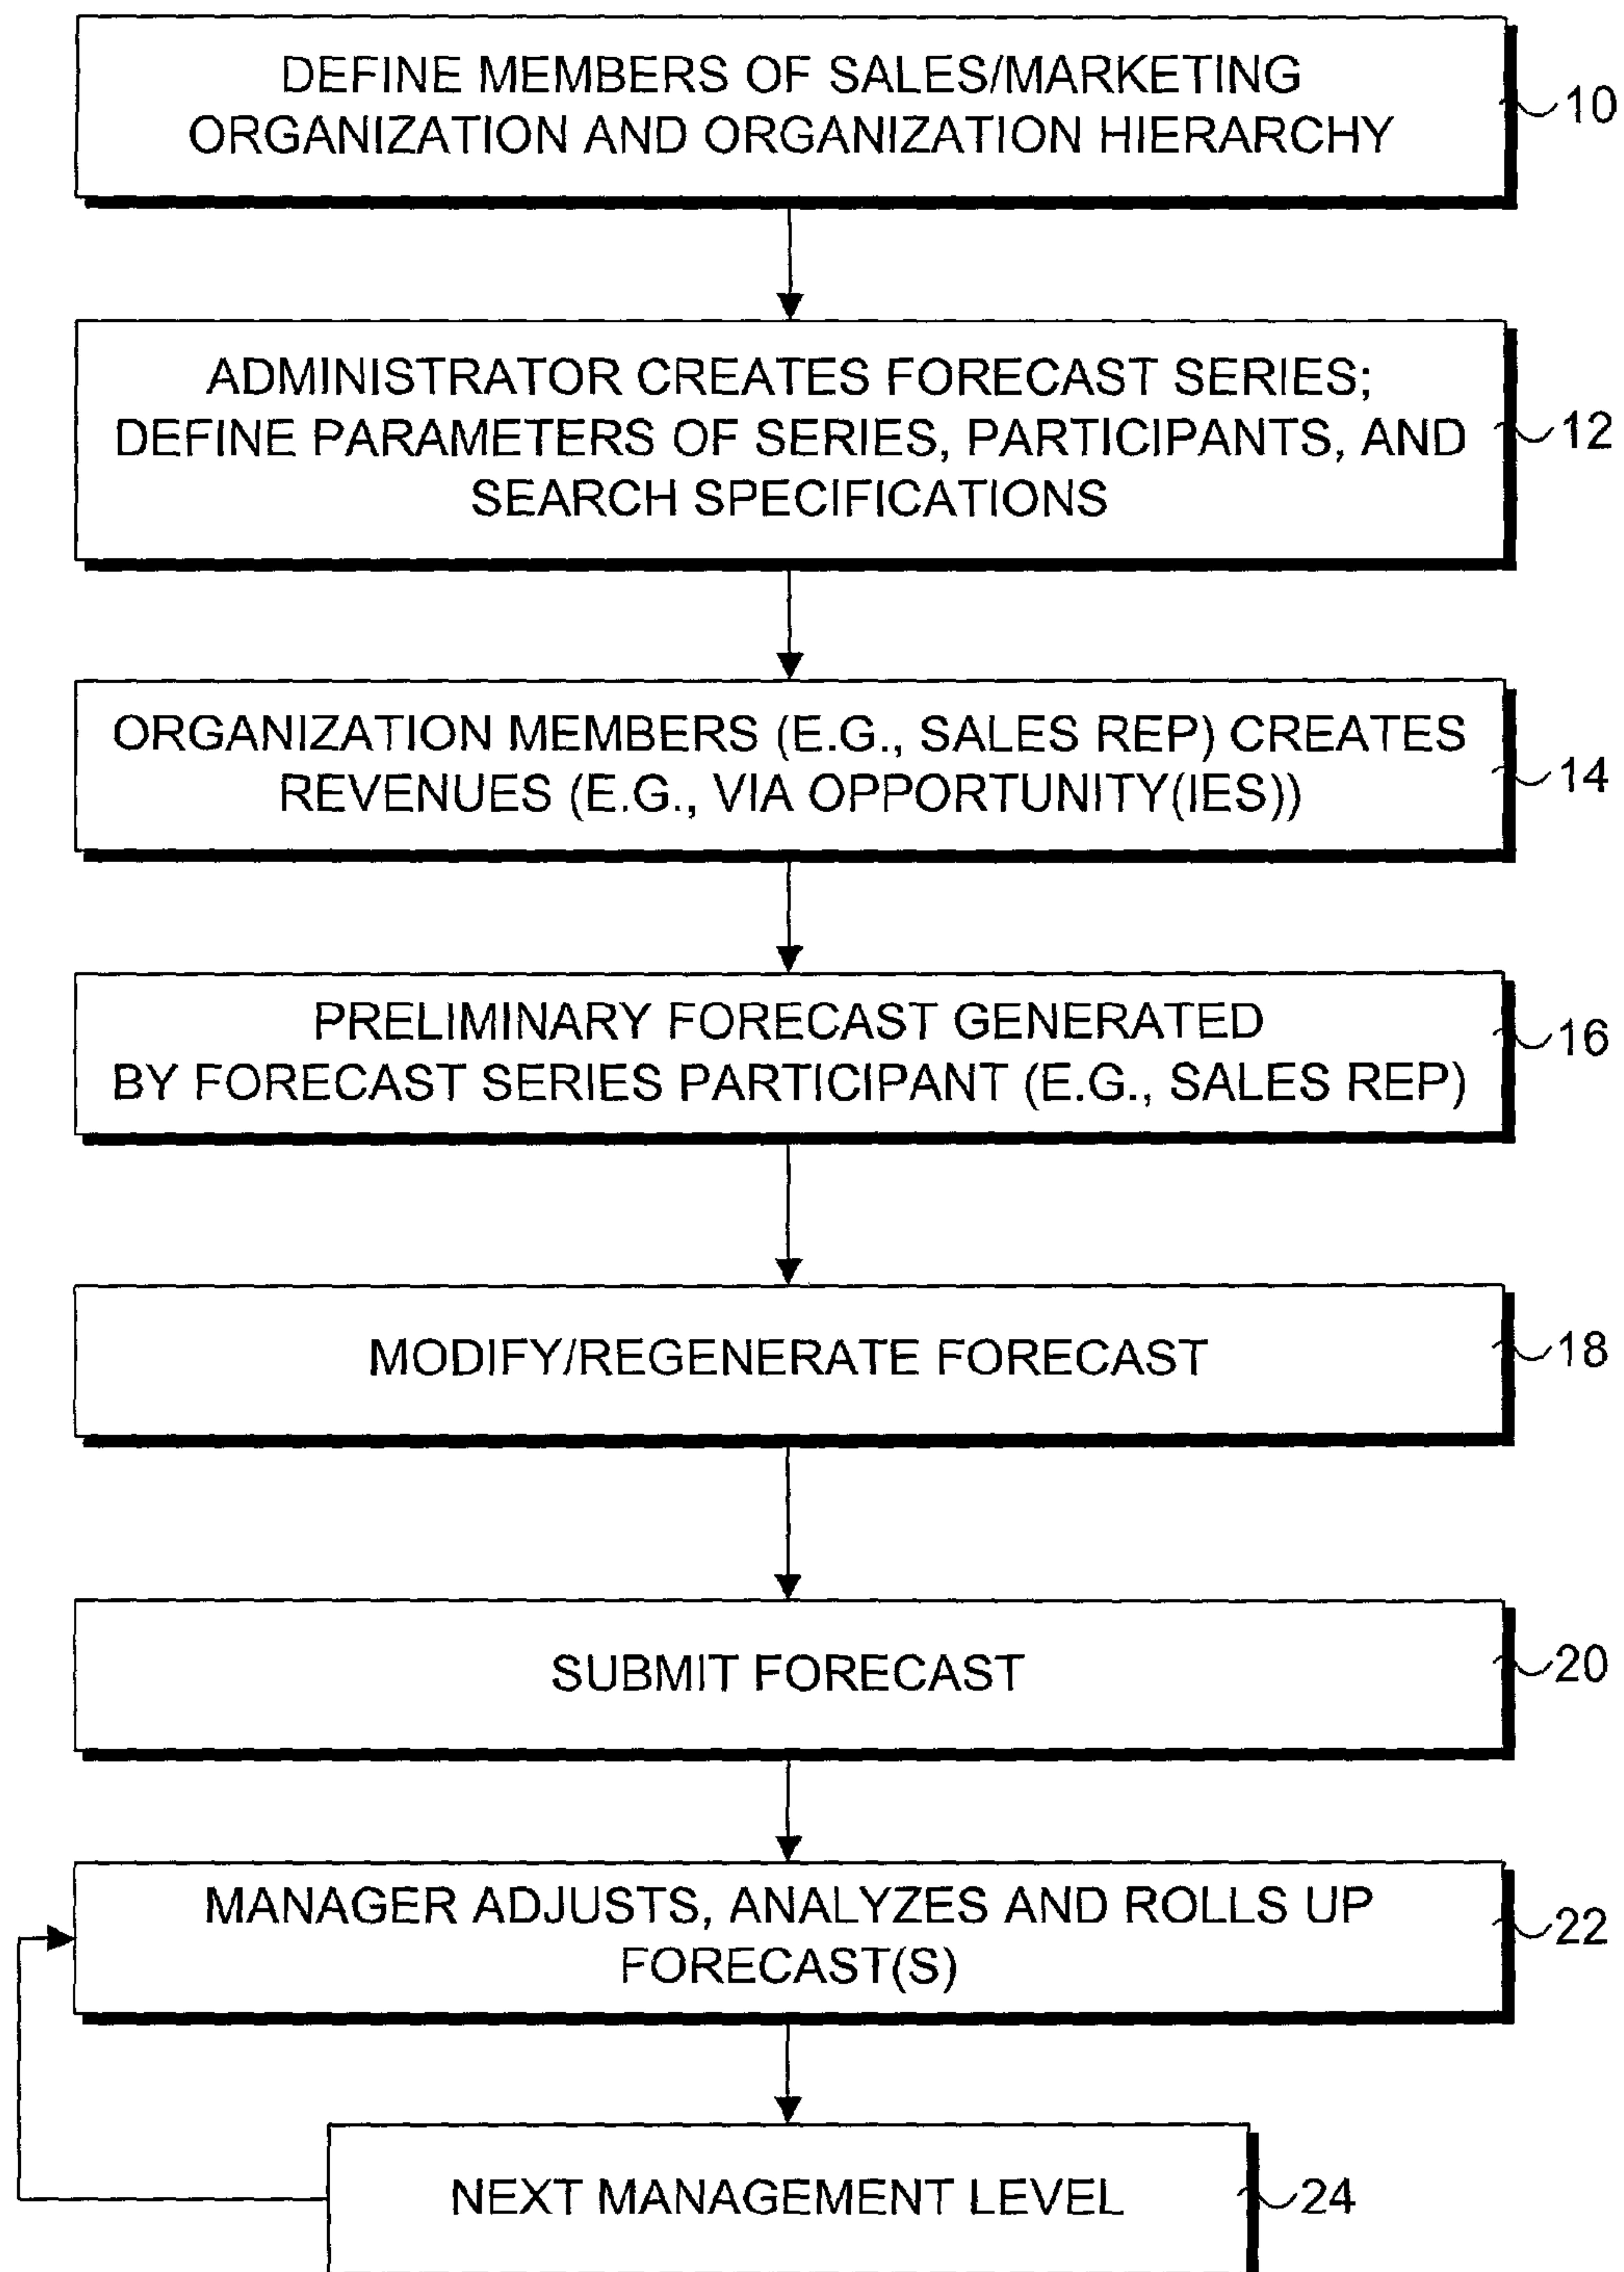 DEFINE MEMBERS OF SALES/MARKETING
ORGANIZATION AND ORGANIZATION HIERARCHY
10
ADMINISTRATOR CREATES FORECAST SERIES;
DEFINE PARAMETERS OF SERIES, PARTICIPANTS, AND
SEARCH SPECIFICATIONS
12
ORGANIZATION MEMBERS (E.G., SALES REP) CREATES
REVENUES (E.G., VIA OPPORTUNITY(IES))
14
PRELIMINARY FORECAST GENERATED
BY FORECAST SERIES PARTICIPANT (E.G., SALES REP)
16
MODIFY/REGENERATE FORECAST
18
SUBMIT FORECAST
20
MANAGER ADJUSTS, ANALYZES AND ROLLS UP
FORECAST(S)
22
NEXT MANAGEMENT LEVEL
24